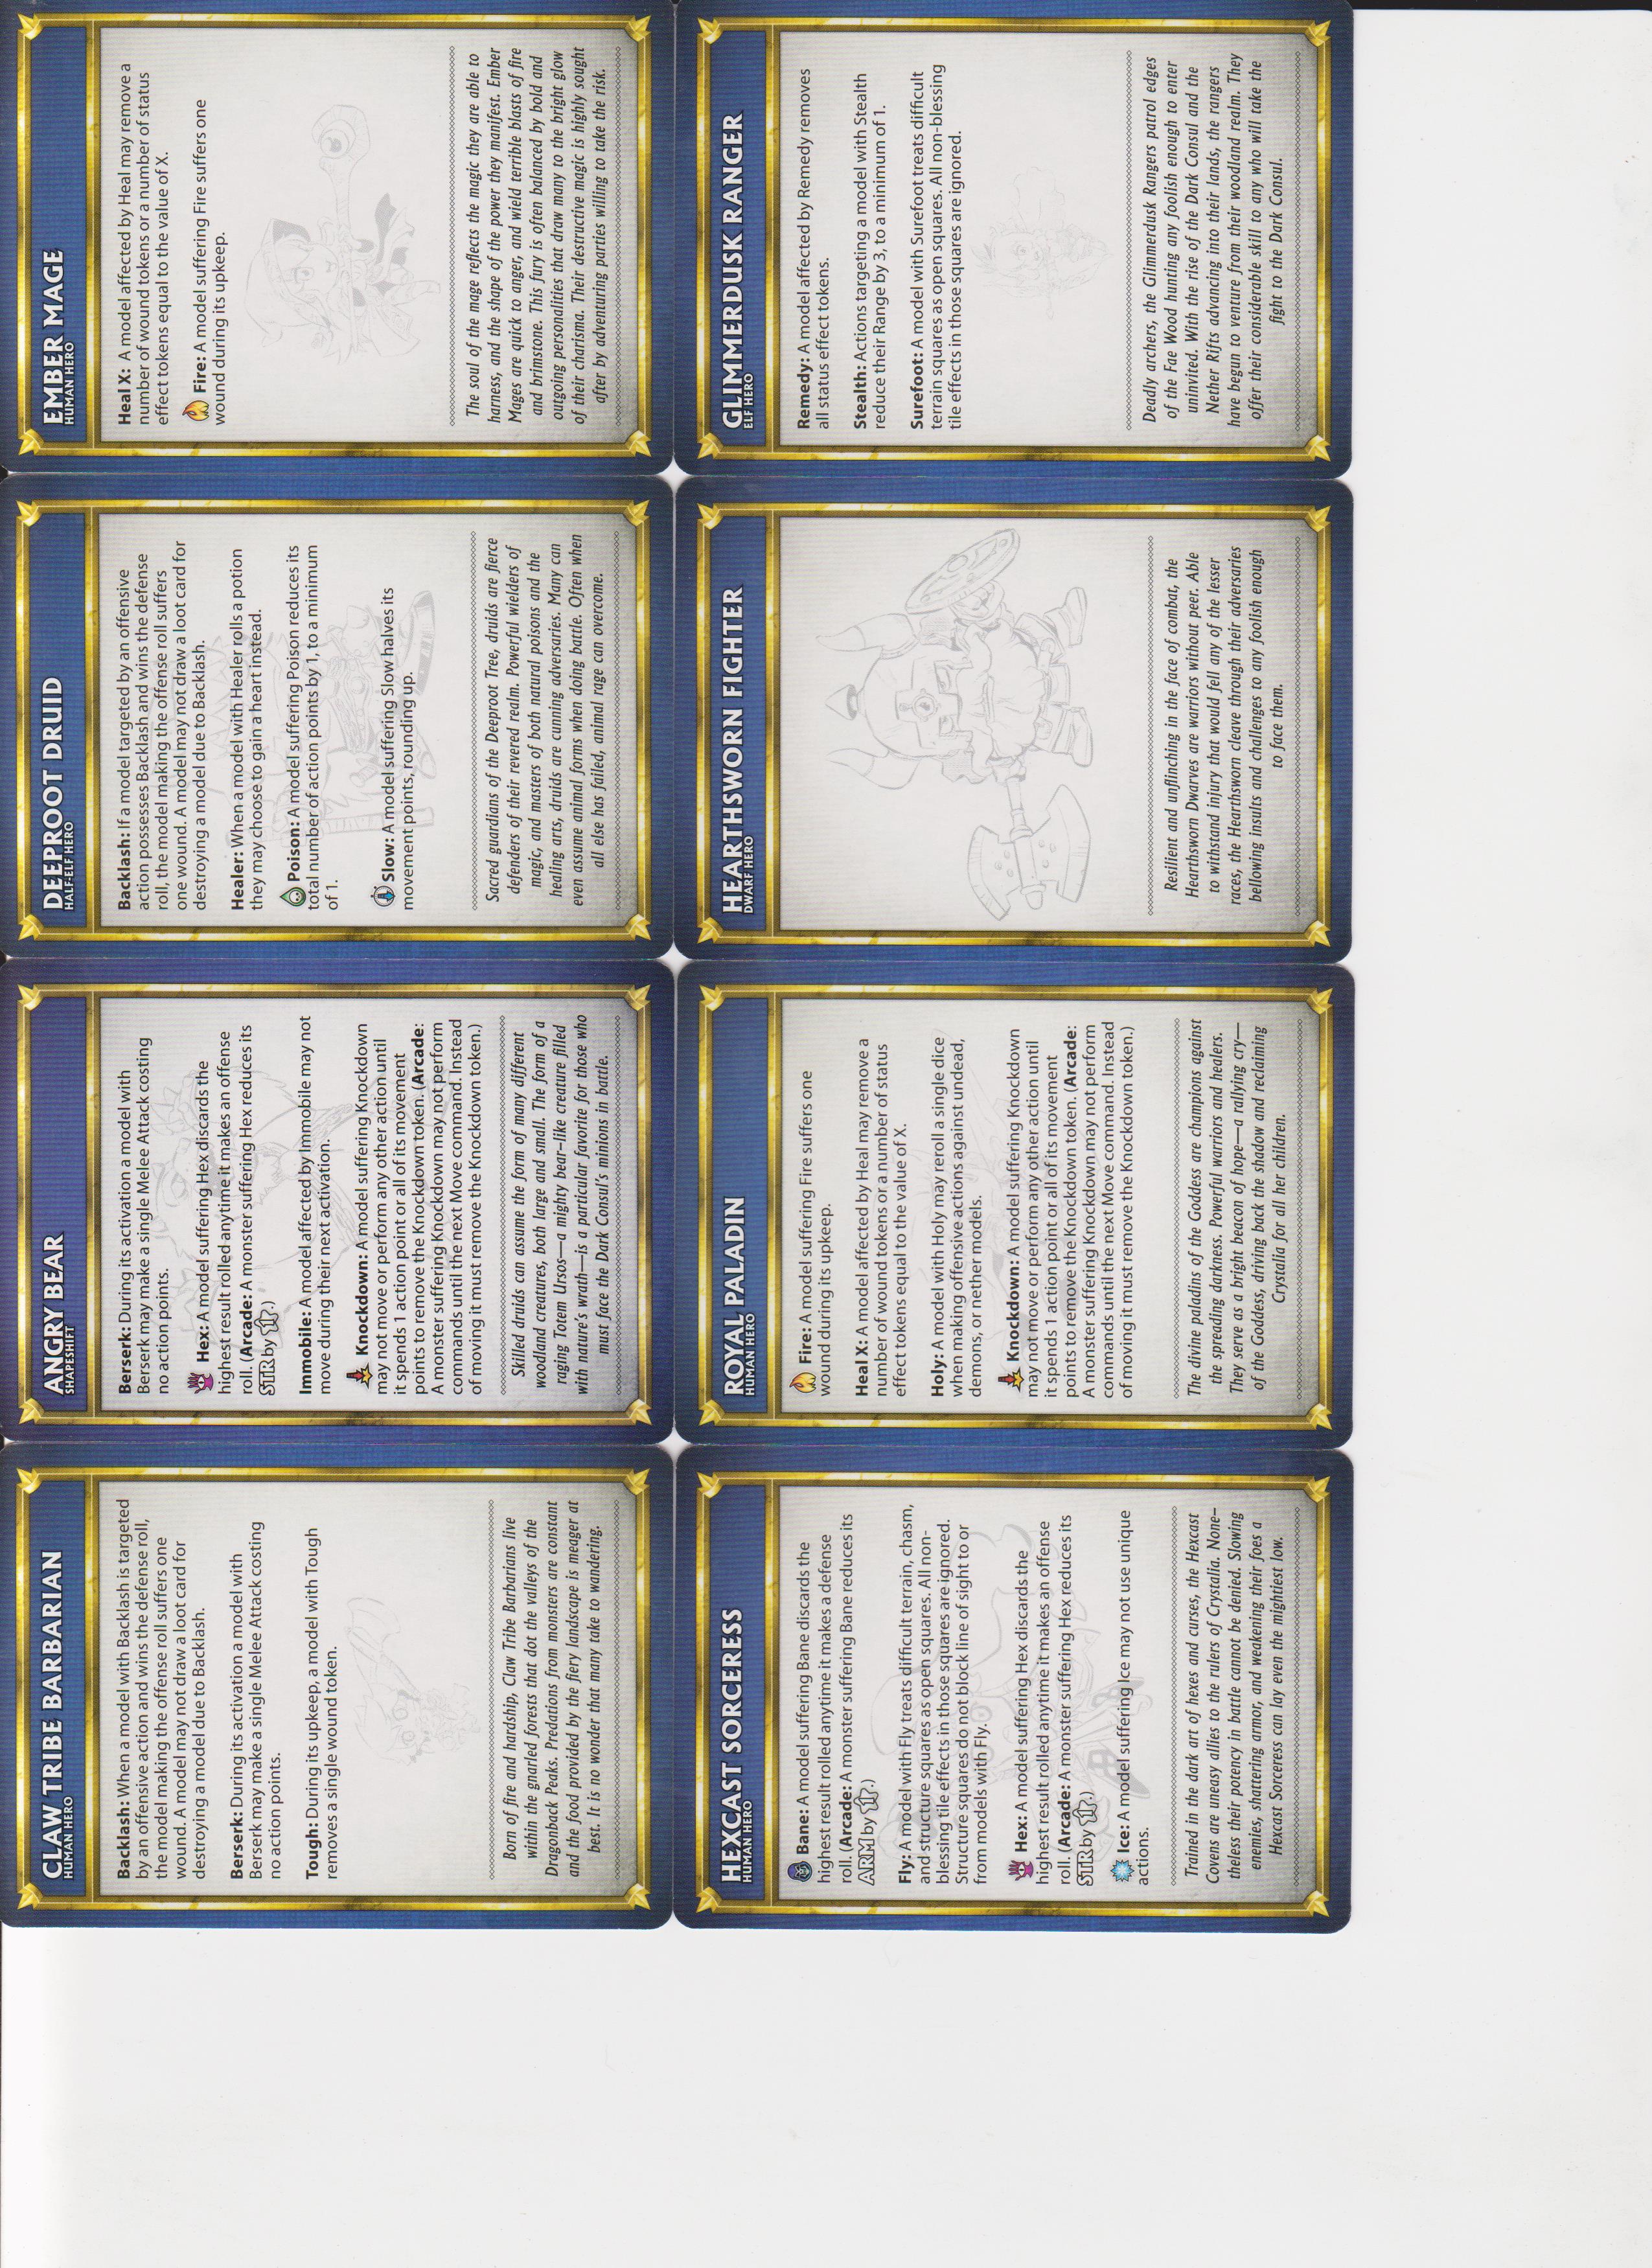 CLAW TRIBE BARBARIAN
HUMAN HERO
Backlash: When a model with Backlash is targeted
by an offensive action and wins the defense roll,
the model making the offense roll suffers one
wound. A model may not draw a loot card for
destroying a model due to Backlash.
Berserk: During its activation a model with
Berserk may make a single Melee Attack costing
no action points.
Tough: During its upkeep, a model with Tough
removes a single wound token.
Born of fire and hardship, Claw Tribe Barbarians live
within the gnarled forests that dot the valleys of the
Dragonback Peaks. Predations from monsters are constant
and the food provided by the fiery landscape is meager at
best. It is no wonder that many take to wandering.
ANGRY BEAR
SHAPESHIFT
Berserk: During its activation a model with
Berserk may make a single Melee Attack costing
no action points.
Hex: A model suffering Hex discards the
highest result rolled anytime it makes an offense
roll. (Arcade: A monster suffering Hex reduces its
STR by 1.)
Immobile: A model affected by Immobile may not
move during their next activation.
Knockdown: A model suffering Knockdown
may not move or perform any other action until
it spends 1 action point or all of its movement
points to remove the Knockdown token. (Arcade:
A monster suffering Knockdown may not perform
commands until the next Move command. Instead
of moving it must remove the Knockdown token.)
Skilled druids can assume the form of many different
woodland creatures, both large and small. The form of a
raging Totem Ursos—a mighty bear-like creature filled
with nature's wrath—is a particular favorite for those who
must face the Dark Consul's minions in battle.
DEEPROOT DRUID
HALF-ELF HERO
Backlash: If a model targeted by an offensive
action possesses Backlash and wins the defense
roll, the model making the offense roll suffers
one wound. A model may not draw a loot card for
destroying a model due to Backlash.
Healer: When a model with Healer rolls a potion
they may choose to gain a heart instead.
Poison: A model suffering Poison reduces its
total number of action points by 1, to a minimum
of 1.
Slow: A model suffering Slow halves its
movement points, rounding up.
Sacred guardians of the Deeproot Tree, druids are fierce
defenders of their revered realm. Powerful wielders of
magic, and masters of both natural poisons and the
healing arts, druids are cunning adversaries. Many can
even assume animal forms when doing battle. Often when
all else has failed, animal rage can overcome.
EMBER MAGE
HUMAN HERO
Heal X: A model affected by Heal may remove a
number of wound tokens or a number of status
effect tokens equal to the value of X.
Fire: A model suffering Fire suffers one
wound during its upkeep.
The soul of the mage reflects the magic they are able to
harness, and the shape of the power they manifest. Ember
Mages are quick to anger, and wield terrible blasts of fire
and brimstone. This fury is often balanced by bold and
outgoing personalities that draw many to the bright glow
of their charisma. Their destructive magic is highly sought
after by adventuring parties willing to take the risk.
HEXCAST SORCERESS
HUMAN HERO
Bane: A model suffering Bane discards the
highest result rolled anytime it makes a defense
roll. (Arcade: A monster suffering Bane reduces its
ARM by 1.)
Fly: A model with Fly treats difficult terrain, chasm,
and structure squares as open squares. All non-
blessing tile effects in those squares are ignored.
Structure squares do not block line of sight to or
from models with Fly.
Hex: A model suffering Hex discards the
highest result rolled anytime it makes an offense
roll. (Arcade: A monster suffering Hex reduces its
STR by 1.)
Ice: A model suffering Ice may not use unique
actions.
Trained in the dark art of hexes and curses, the Hexcast
Covens are uneasy allies to the rulers of Crystalia. None-
theless their potency in battle cannot be denied. Slowing
enemies, shattering armor, and weakening their foes a
Hexcast Sorceress can lay even the mightiest low.
ROYAL PALADIN
HUMAN HERO
Fire: A model suffering Fire suffers one
wound during its upkeep.
Heal X: A model affected by Heal may remove a
number of wound tokens or a number of status
effect tokens equal to the value of X.
Holy: A model with Holy may reroll a single dice
when making offensive actions against undead,
demons, or nether models.
Knockdown: A model suffering Knockdown
may not move or perform any other action until
it spends 1 action point or all of its movement
points to remove the Knockdown token. (Arcade:
A monster suffering Knockdown may not perform
commands until the next Move command. Instead
of moving it must remove the Knockdown token.)
The divine paladins of the Goddess are champions against
the spreading darkness. Powerful warriors and healers.
They serve as a bright beacon of hope—a rallying cry—
of the Goddess, driving back the shadow and reclaiming
Crystalia for all her children.
HEARTHSWORN FIGHTER
DWARF HERO
Resilient and unflinching in the face of combat, the
Hearthsworn Dwarves are warriors without peer. Able
to withstand injury that would fell any of the lesser
races, the Hearthsworn cleave through their adversaries
bellowing insults and challenges to any foolish enough
to face them.
GLIMMERDUSK RANGER
ELF HERO
Remedy: A model affected by Remedy removes
all status effect tokens.
Stealth: Actions targeting a model with Stealth
reduce their Range by 3, to a minimum of 1.
Surefoot: A model with Surefoot treats difficult
terrain squares as open squares. All non-blessing
tile effects in those squares are ignored.
Deadly archers, the Glimmerdusk Rangers patrol edges
of the Fae Wood hunting any foolish enough to enter
uninvited. With the rise of the Dark Consul and the
Nether Rifts advancing into their lands, the rangers
have begun to venture from their woodland realm. They
offer their considerable skill to any who will take the
fight to the Dark Consul.